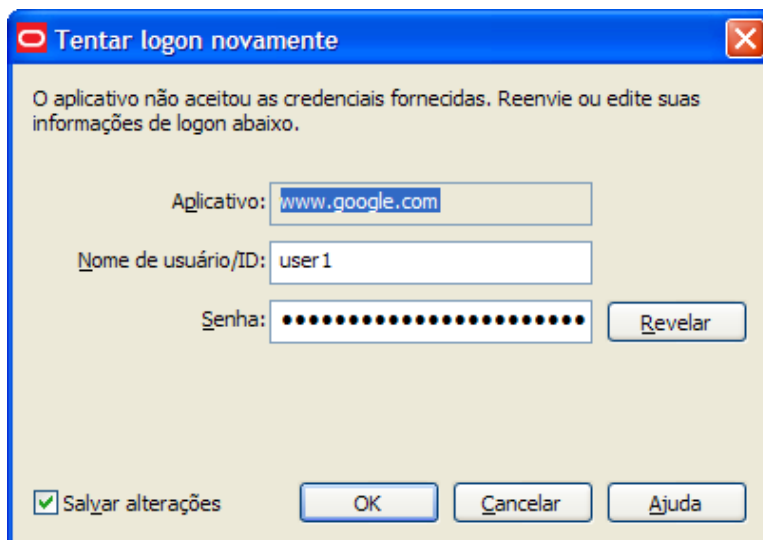 Tentar logon novamente
O aplicativo não aceitou as credenciais fornecidas. Reenvie ou edite suas
informações de logon abaixo.
Aplicativo: www.google.com
Nome de usuário/ID: user1
Senha: ●●●●●●●●●●●●●●●●●●●●●●●● Revelar
Salvar alterações OK Cancelar Ajuda